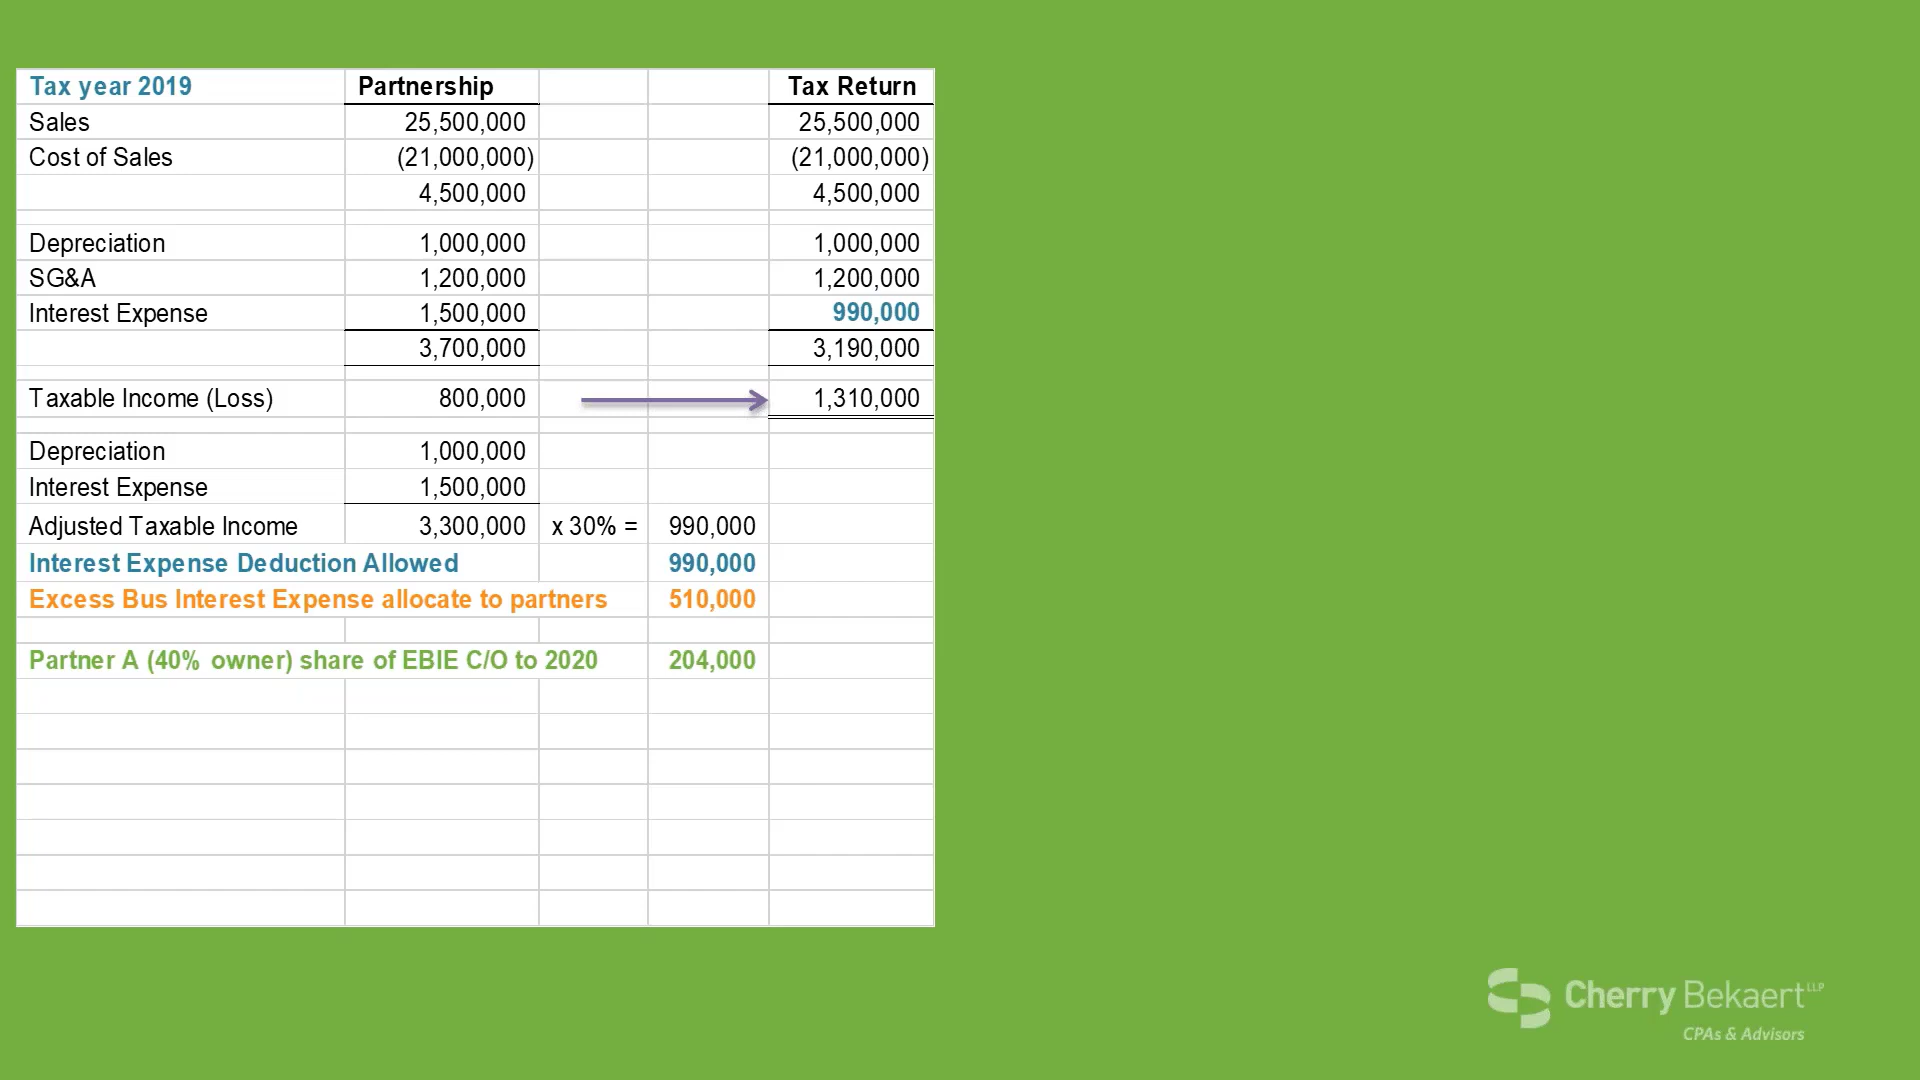 Tax year 2019 Partnership Tax Return
Sales 25,500,000 25,500,000
Cost of Sales (21,000,000) (21,000,000)
4,500,000 4,500,000
Depreciation 1,000,000 1,000,000
SG&A 1,200,000 1,200,000
Interest Expense 1,500,000 990,000
3,700,000 3,190,000
Taxable Income (Loss) 800,000 1,310,000
Depreciation 1,000,000
Interest Expense 1,500,000
Adjusted Taxable Income 3,300,000 x 30% = 990,000
Interest Expense Deduction Allowed 990,000
Excess Bus Interest Expense allocate to partners 510,000
Partner A (40% owner) share of EBIE C/O to 2020 204,000
Cherry Bekaert LLP
CPAs & Advisors